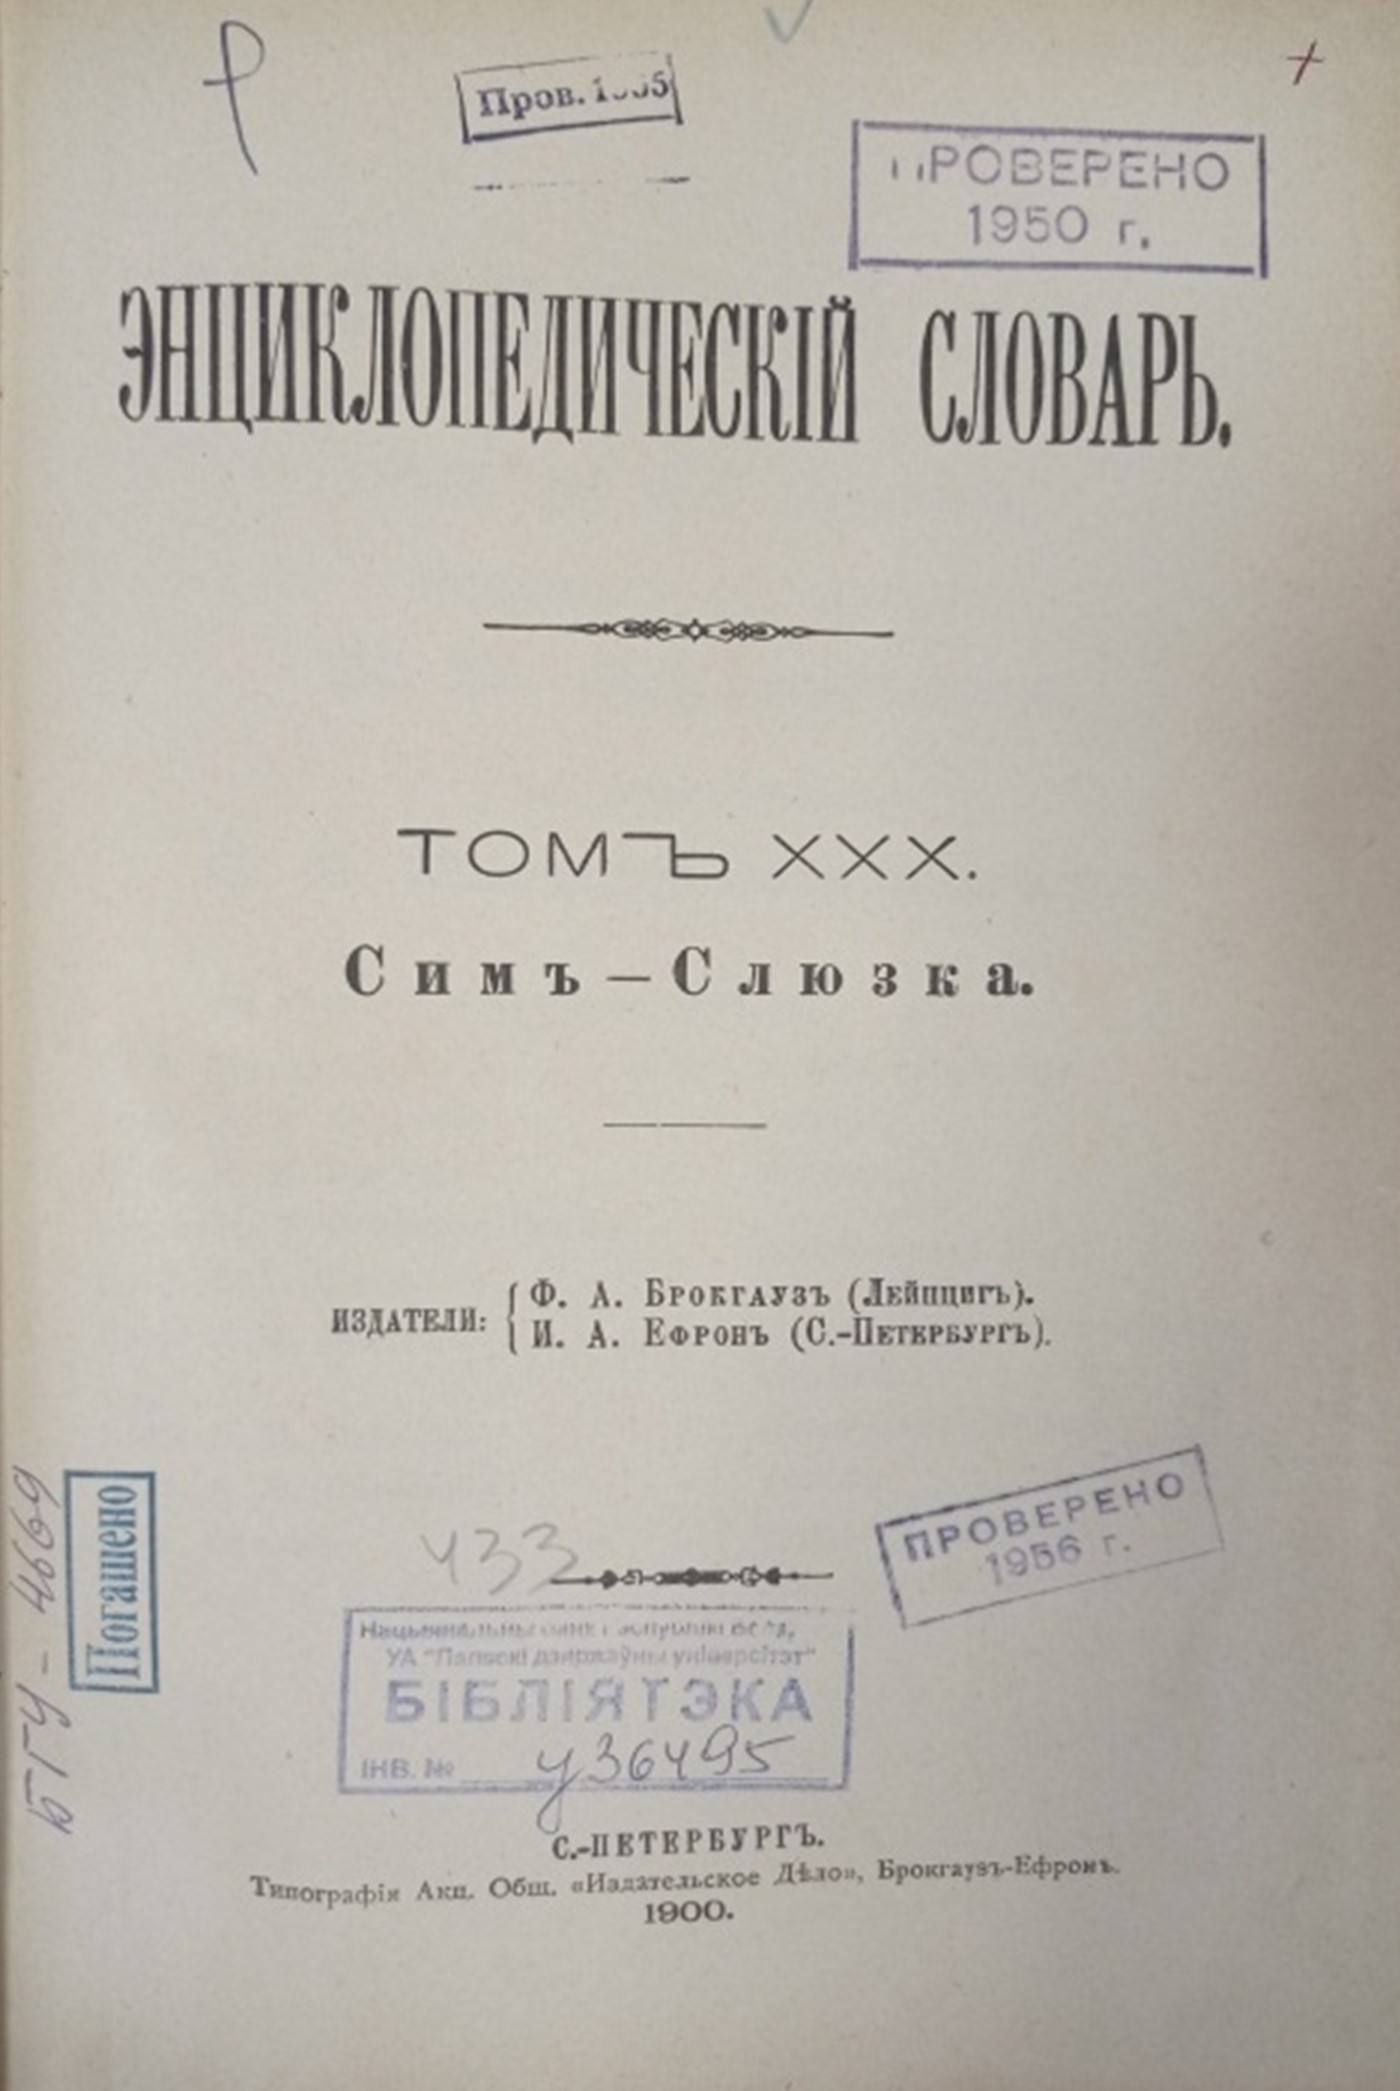 Пров.
ПРОВЕРЕНО
1950 г.
ЭНЦИКЛОПЕДИЧЕСКІЙ СЛОВАРЬ.
ТОМЪ XXX.
Симъ—Слюзка.
ИЗДАТЕЛИ:
Ф. А. Брокгаузъ (Лейпцигъ).
И. А. Ефронъ (С.-Петербургъ).
ПРОВЕРЕНО
1956 г.
Погашено
БГУ - 4669
433
УА "Палескі дзяржаўны універсітэт"
БІБЛІЯТЭКА
ІНВ. № у36495
С.-ПЕТЕРБУРГЪ.
Типографія Акц. Общ. «Издательское Дѣло», Брокгаузъ-Ефронъ.
1900.